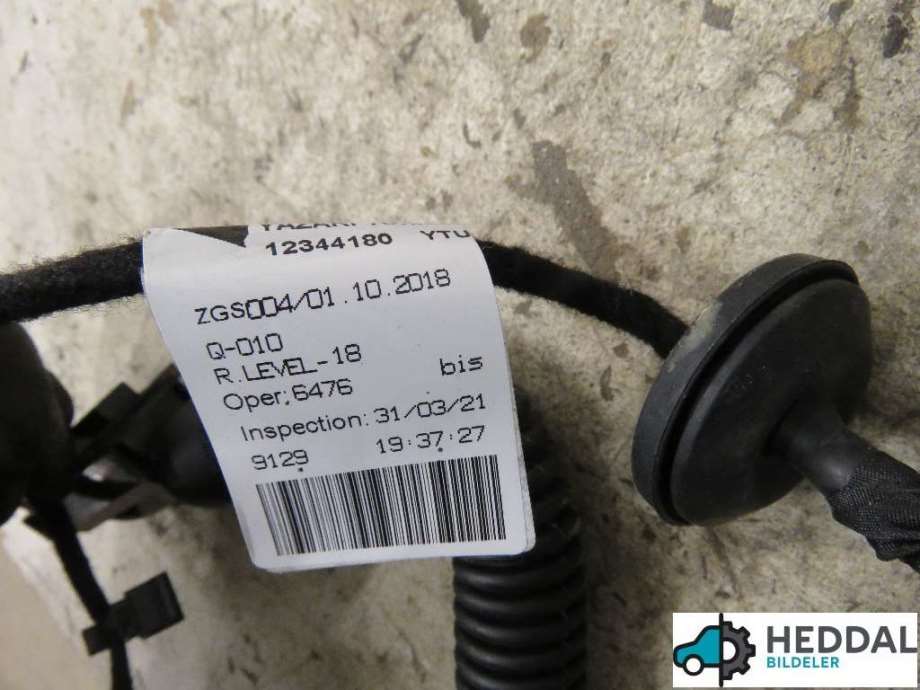 12344180 YTU
ZGS004/01.10.2018
Q-010
R.LEVEL-18 bis
Oper:6476
Inspection: 31/03/21
9129 19:37:27
HEDDAL
BILDELER